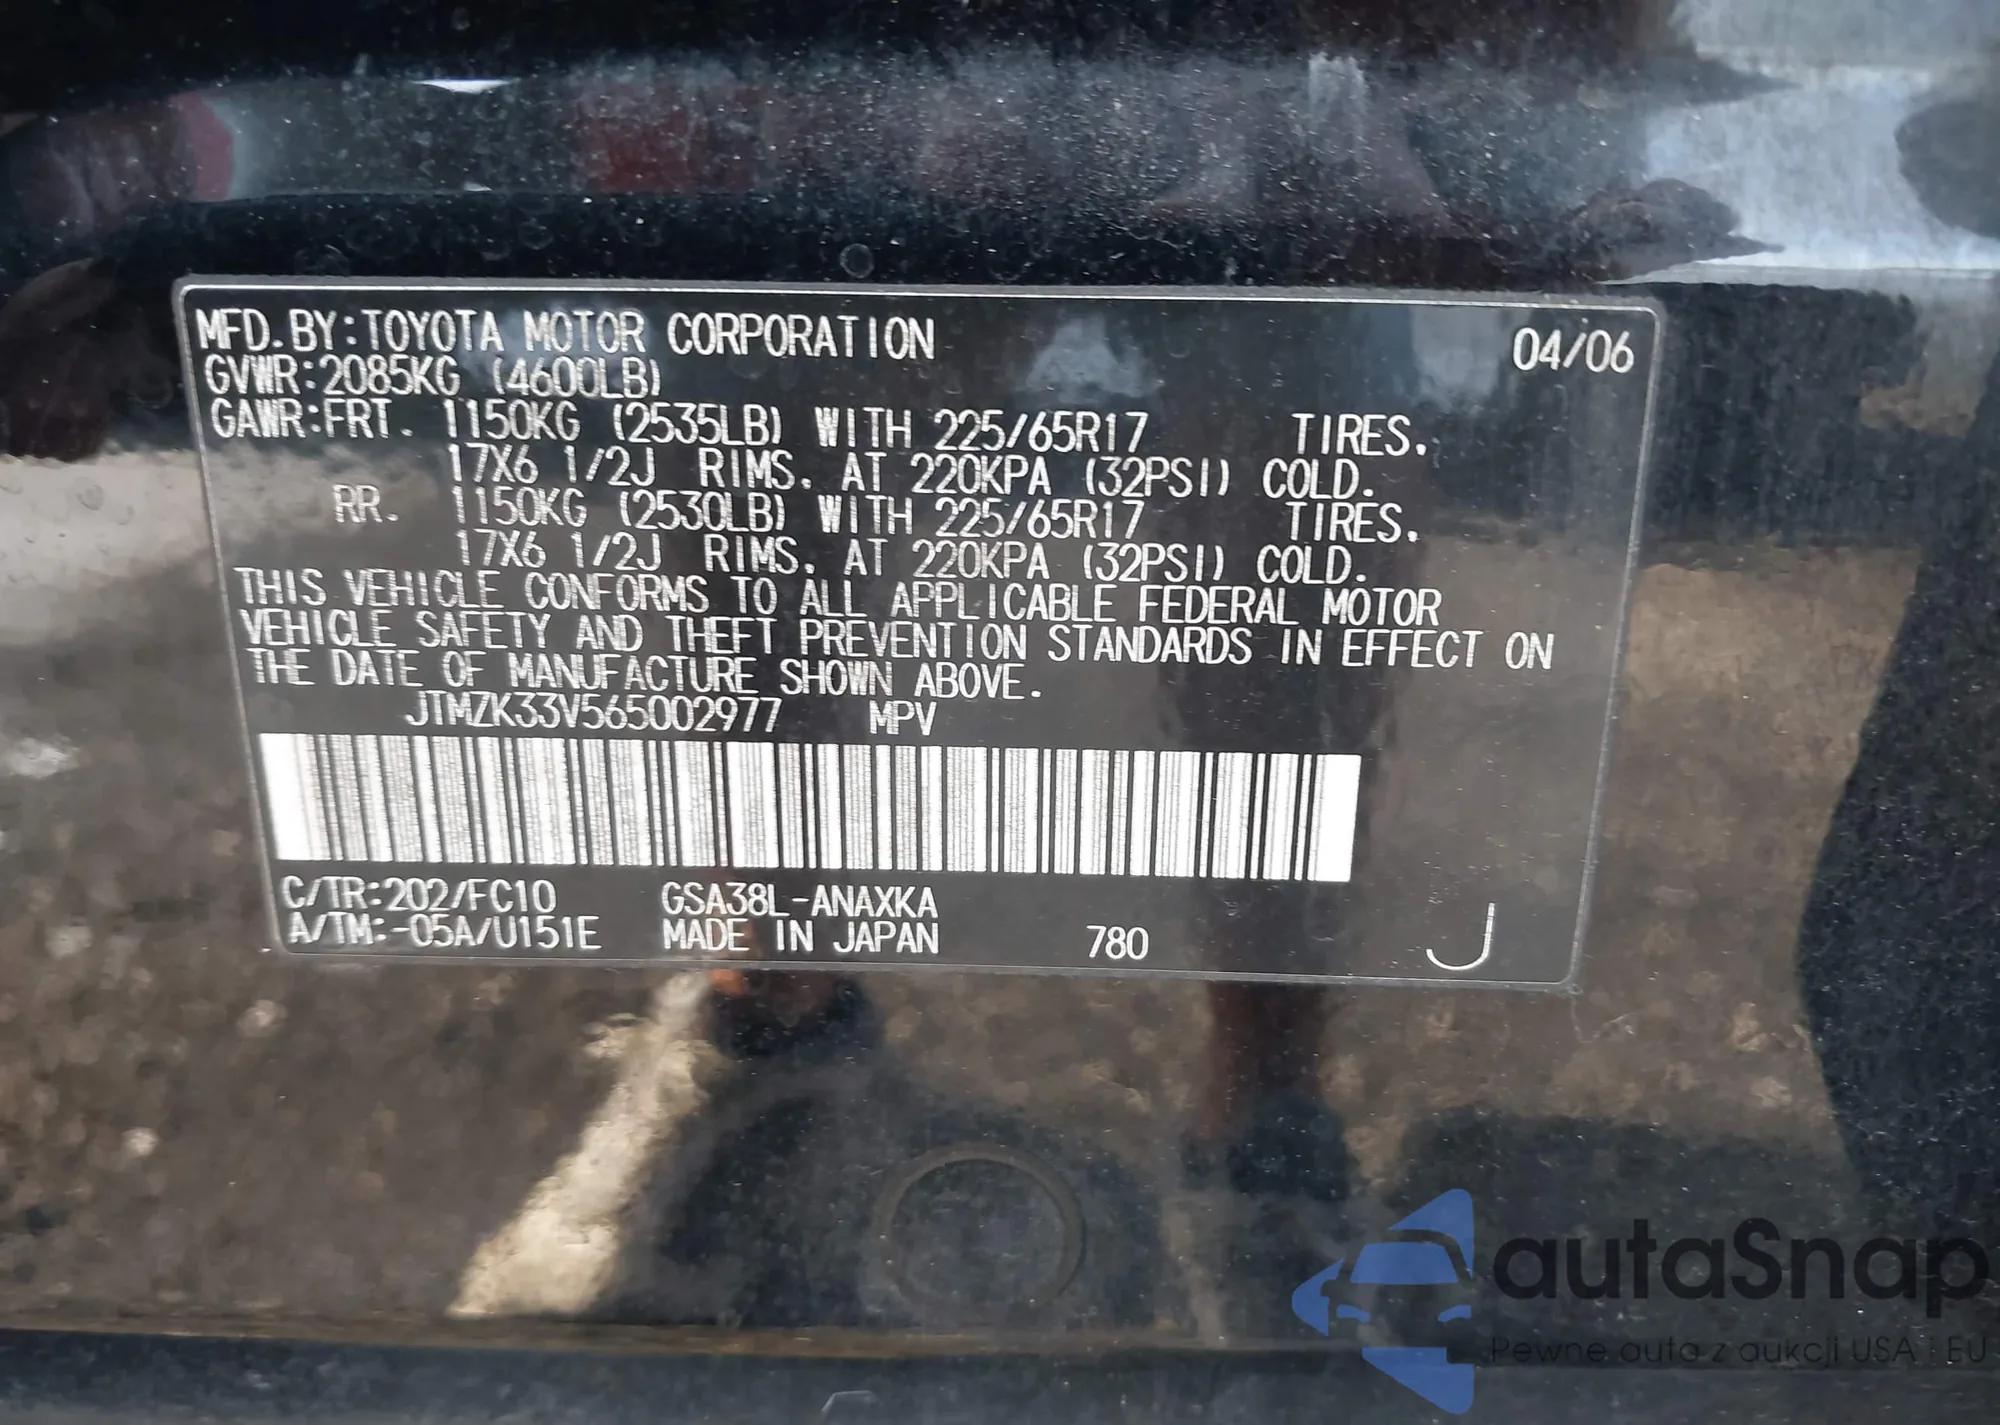 MFD.BY:TOYOTA MOTOR CORPORATION 04/06
GVWR:2085KG (4600LB)
GAWR:FRT. 1150KG (2535LB) WITH 225/65R17 TIRES.
17X6 1/2J RIMS. AT 220KPA (32PSI) COLD.
RR. 1150KG (2530LB) WITH 225/65R17 TIRES.
17X6 1/2J RIMS. AT 220KPA (32PSI) COLD.
THIS VEHICLE CONFORMS TO ALL APPLICABLE FEDERAL MOTOR
VEHICLE SAFETY AND THEFT PREVENTION STANDARDS IN EFFECT ON
THE DATE OF MANUFACTURE SHOWN ABOVE.
JTMZK33V565002977 MPV
C/TR:202/FC10 GSA38L-ANAXKA
A/TM:-05A/U151E MADE IN JAPAN 780 J
autoSnap
Pewne auto z aukcji USA i EU